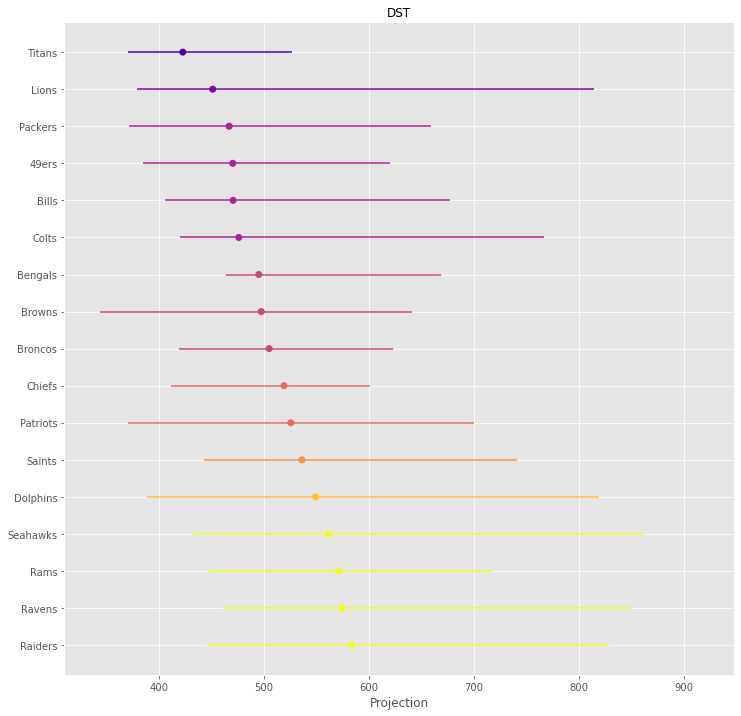 DST
Titans
Lions
Packers
49ers
Bills
Colts
Bengals
Browns
Broncos
Chiefs
Patriots
Saints
Dolphins
Seahawks
Rams
Ravens
Raiders
400 500 600 700 800 900
Projection